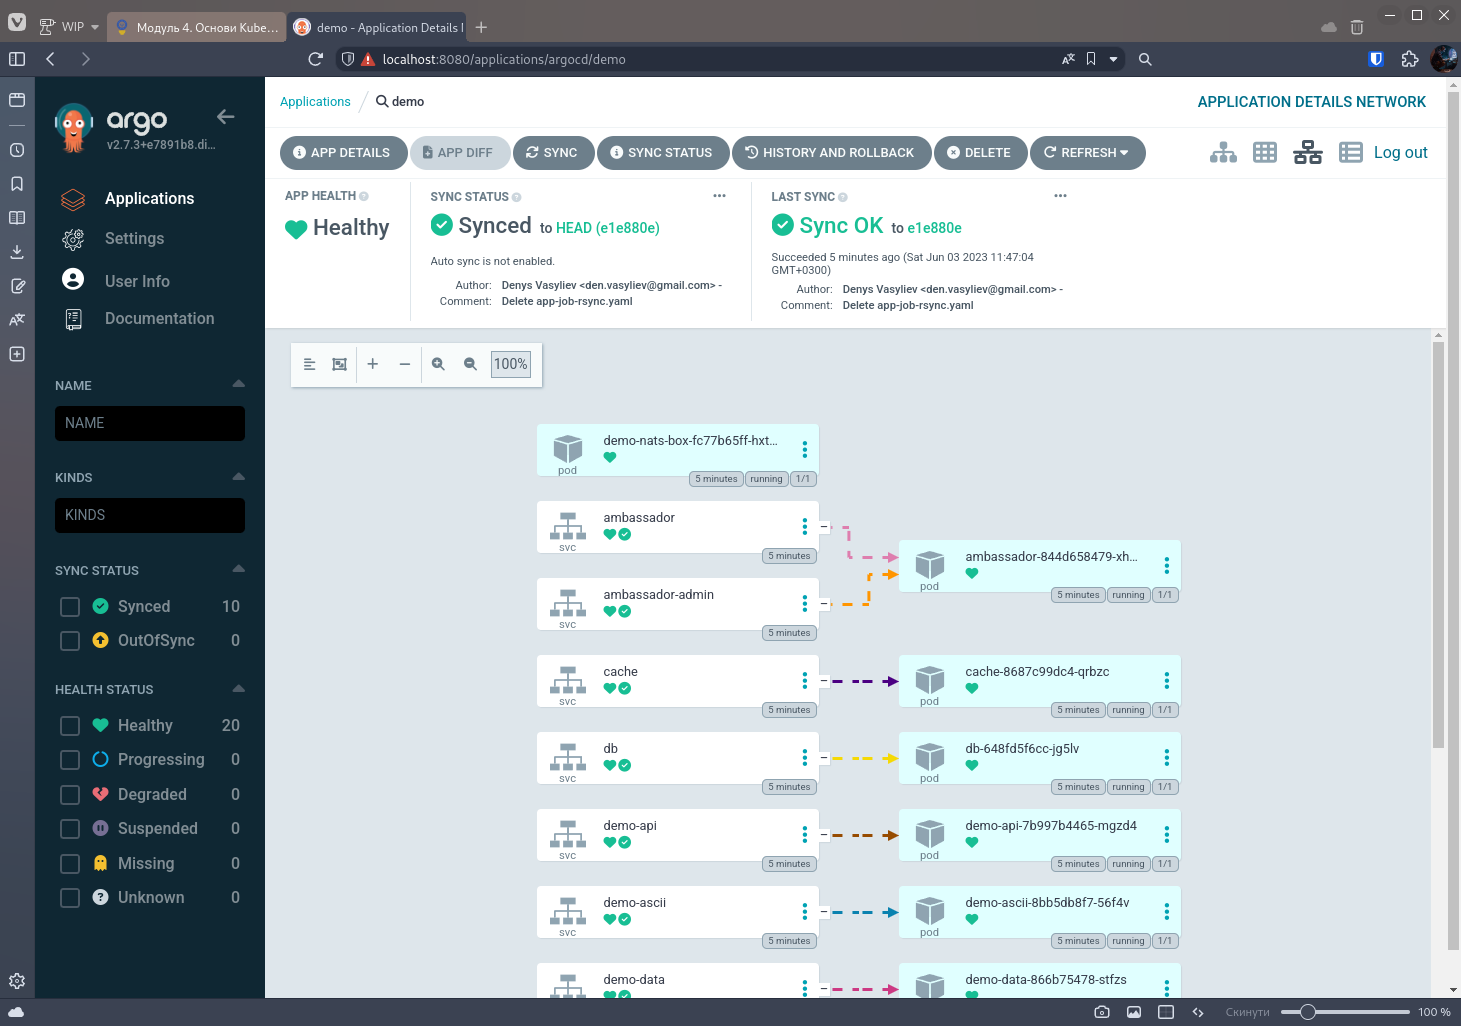 WIP
Модуль 4. Основи Kube...
demo - Application Details
localhost:8080/applications/argocd/demo
argo
v2.7.3+e7891b8.di...
Applications
Settings
User Info
Documentation
NAME
NAME
KINDS
KINDS
SYNC STATUS
Synced 10
OutOfSync 0
HEALTH STATUS
Healthy 20
Progressing 0
Degraded 0
Suspended 0
Missing 0
Unknown 0
Applications
demo
APPLICATION DETAILS NETWORK
APP DETAILS
APP DIFF
SYNC
SYNC STATUS
HISTORY AND ROLLBACK
DELETE
REFRESH
Log out
APP HEALTH
Healthy
SYNC STATUS
Synced to HEAD (e1e880e)
Auto sync is not enabled.
Author: Denys Vasyliev <den.vasyliev@gmail.com> -
Comment: Delete app-job-rsync.yaml
LAST SYNC
Sync OK to e1e880e
Succeeded 5 minutes ago (Sat Jun 03 2023 11:47:04
GMT+0300)
Author: Denys Vasyliev <den.vasyliev@gmail.com> -
Comment: Delete app-job-rsync.yaml
100%
demo-nats-box-fc77b65ff-hxt...
pod
5 minutes running 1/1
ambassador
svc
5 minutes
ambassador-844d658479-xh...
pod
5 minutes running 1/1
ambassador-admin
svc
5 minutes
cache
svc
5 minutes
cache-8687c99dc4-qrbzc
pod
5 minutes running 1/1
db
svc
5 minutes
db-648fd5f6cc-jg5lv
pod
5 minutes running 1/1
demo-api
svc
5 minutes
demo-api-7b997b4465-mgzd4
pod
5 minutes running 1/1
demo-ascii
svc
5 minutes
demo-ascii-8bb5db8f7-56f4v
pod
5 minutes running 1/1
demo-data
demo-data-866b75478-stfzs
Скинути
100 %